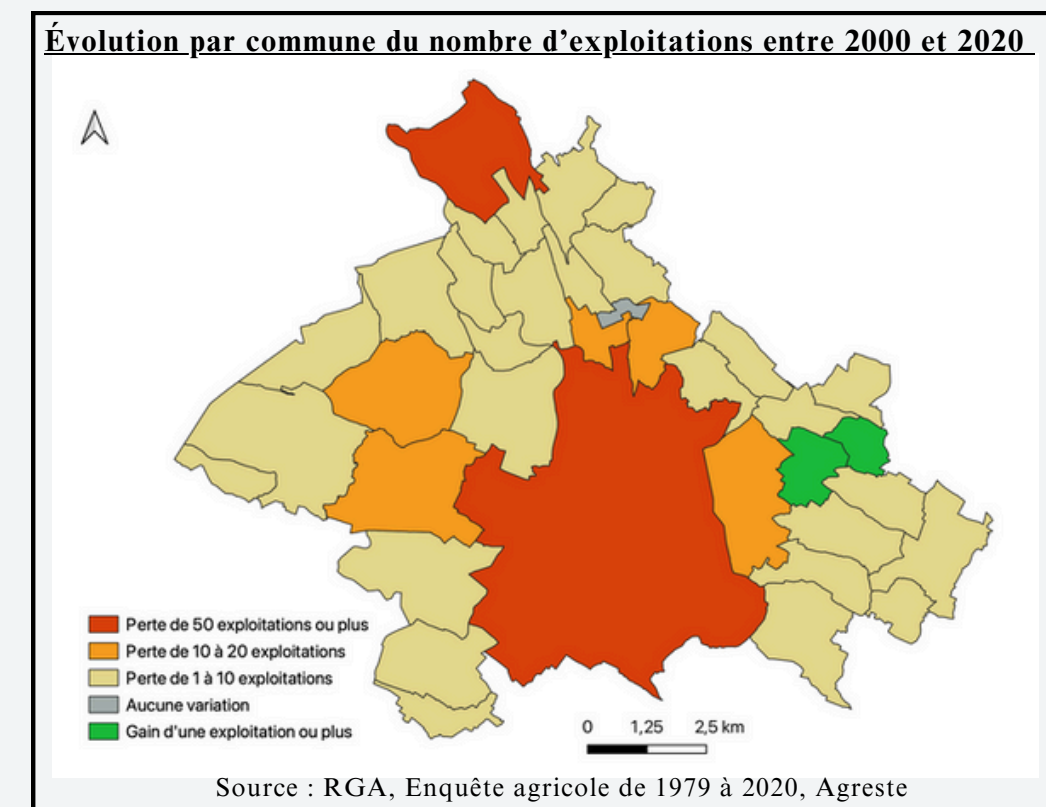 Évolution par commune du nombre d’exploitations entre 2000 et 2020
Perte de 50 exploitations ou plus
Perte de 10 à 20 exploitations
Perte de 1 à 10 exploitations
Aucune variation
Gain d'une exploitation ou plus
0 1,25 2,5 km
Source : RGA, Enquête agricole de 1979 à 2020, Agreste